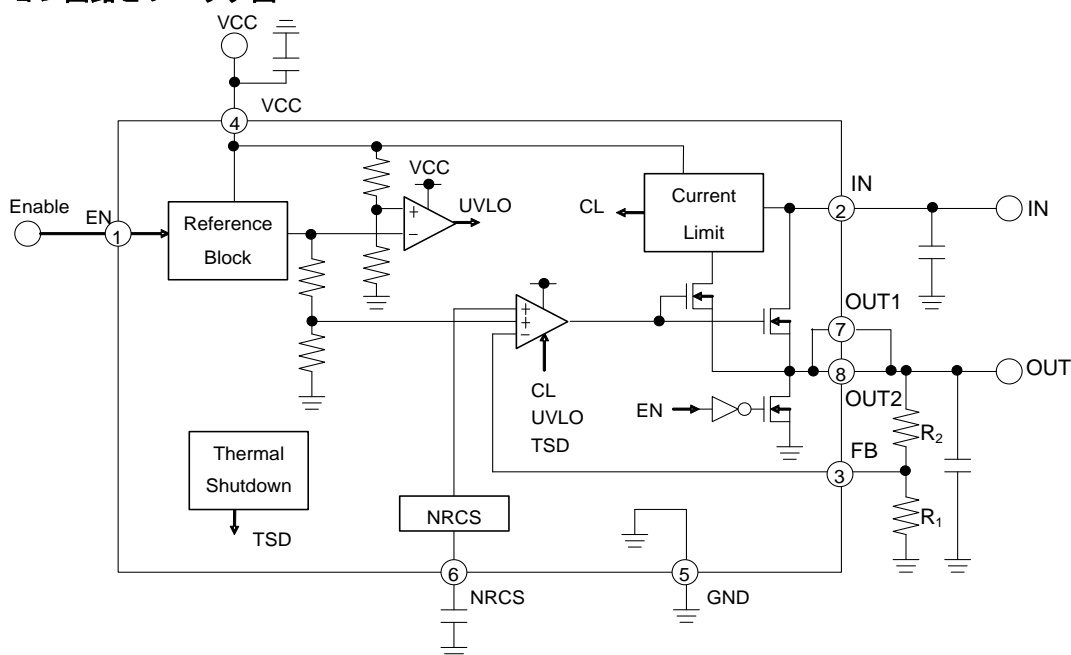 VCC
VCC
4
Enable
EN
1
Reference
Block
VCC
+
−
UVLO
CL
Current
Limit
IN
2
IN
+
+
−
CL
UVLO
TSD
OUT1
7
8
OUT
OUT2
EN
R2
FB
3
R1
Thermal
Shutdown
TSD
NRCS
6
NRCS
5
GND